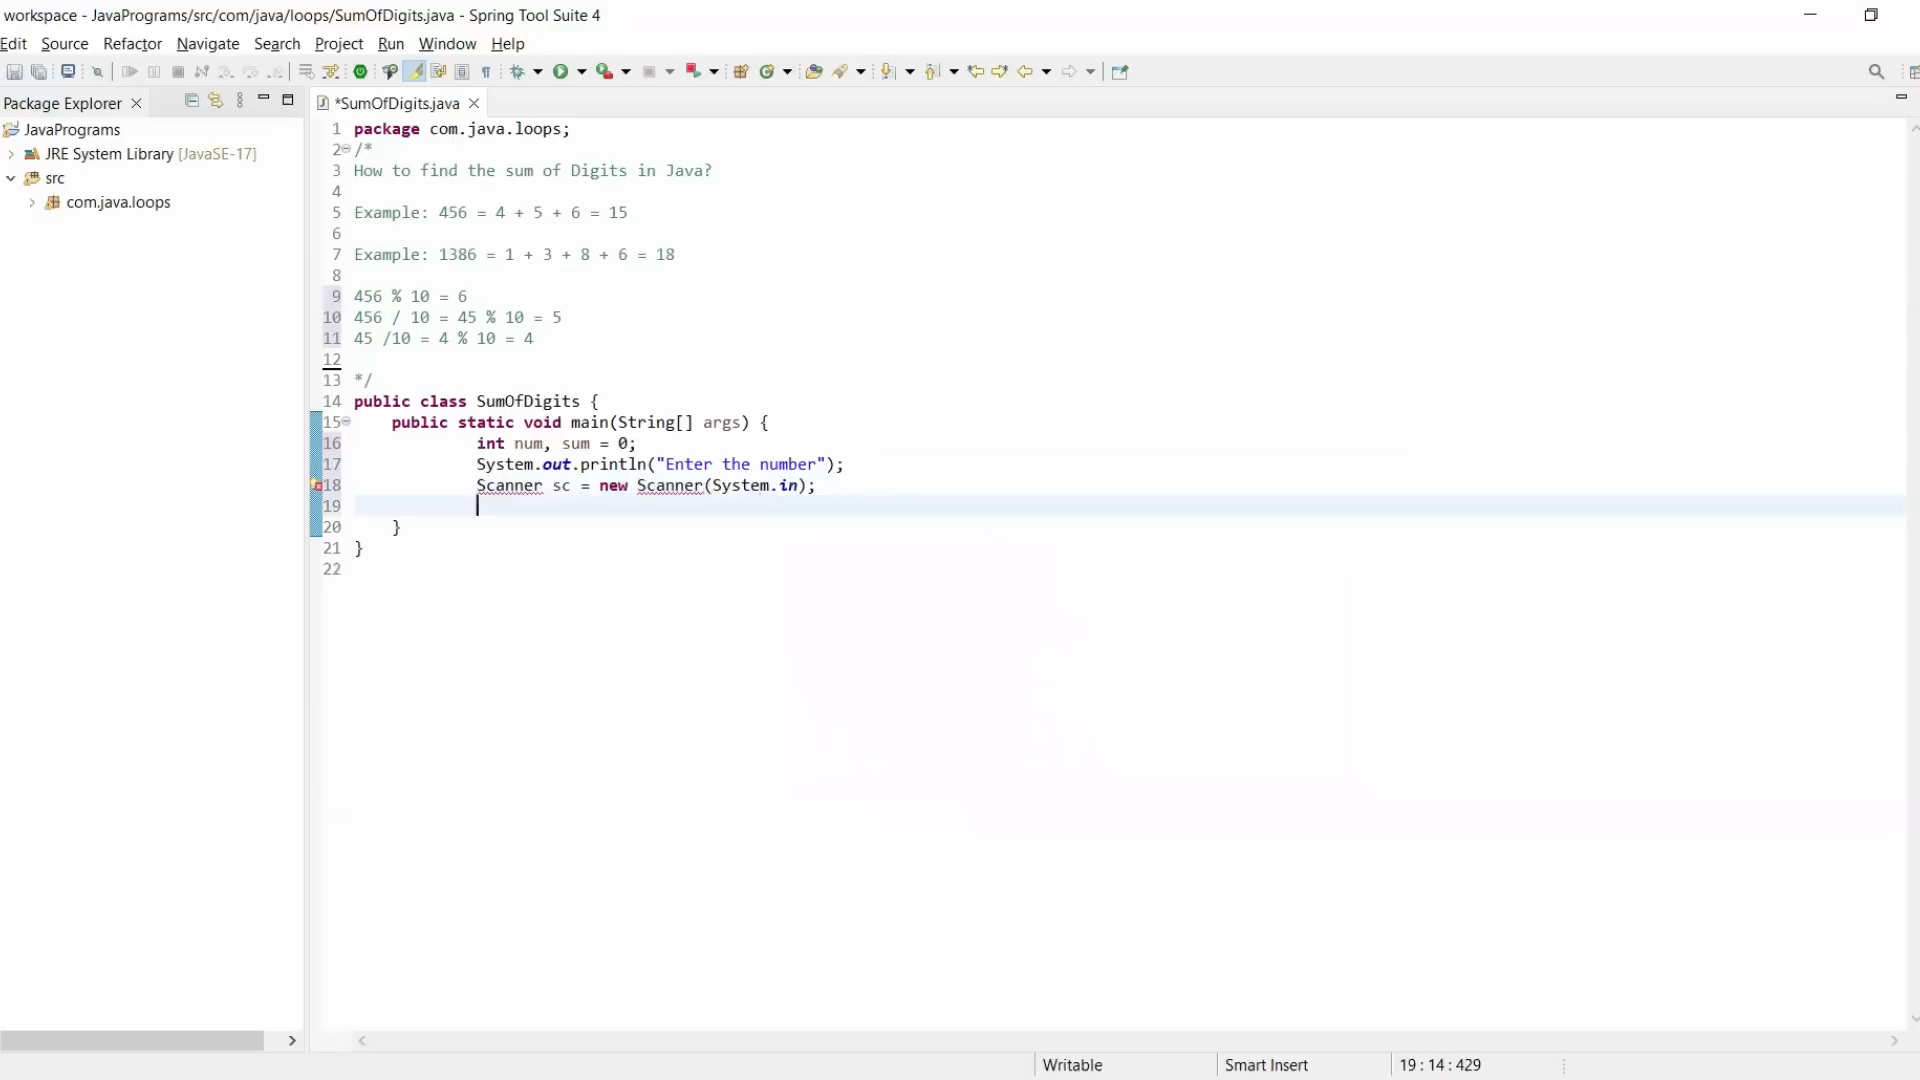 workspace - JavaPrograms/src/com/java/loops/SumOfDigits.java - Spring Tool Suite 4
Edit Source Refactor Navigate Search Project Run Window Help
Package Explorer
*SumOfDigits.java
JavaPrograms
JRE System Library [JavaSE-17]
src
com.java.loops
1 package com.java.loops;
2 /*
3 How to find the sum of Digits in Java?
4
5 Example: 456 = 4 + 5 + 6 = 15
6
7 Example: 1386 = 1 + 3 + 8 + 6 = 18
8
9 456 % 10 = 6
10 456 / 10 = 45 % 10 = 5
11 45 /10 = 4 % 10 = 4
12
13 */
14 public class SumOfDigits {
15 public static void main(String[] args) {
16 int num, sum = 0;
17 System.out.println("Enter the number");
18 Scanner sc = new Scanner(System.in);
19
20 }
21 }
22
Writable Smart Insert 19 : 14 : 429